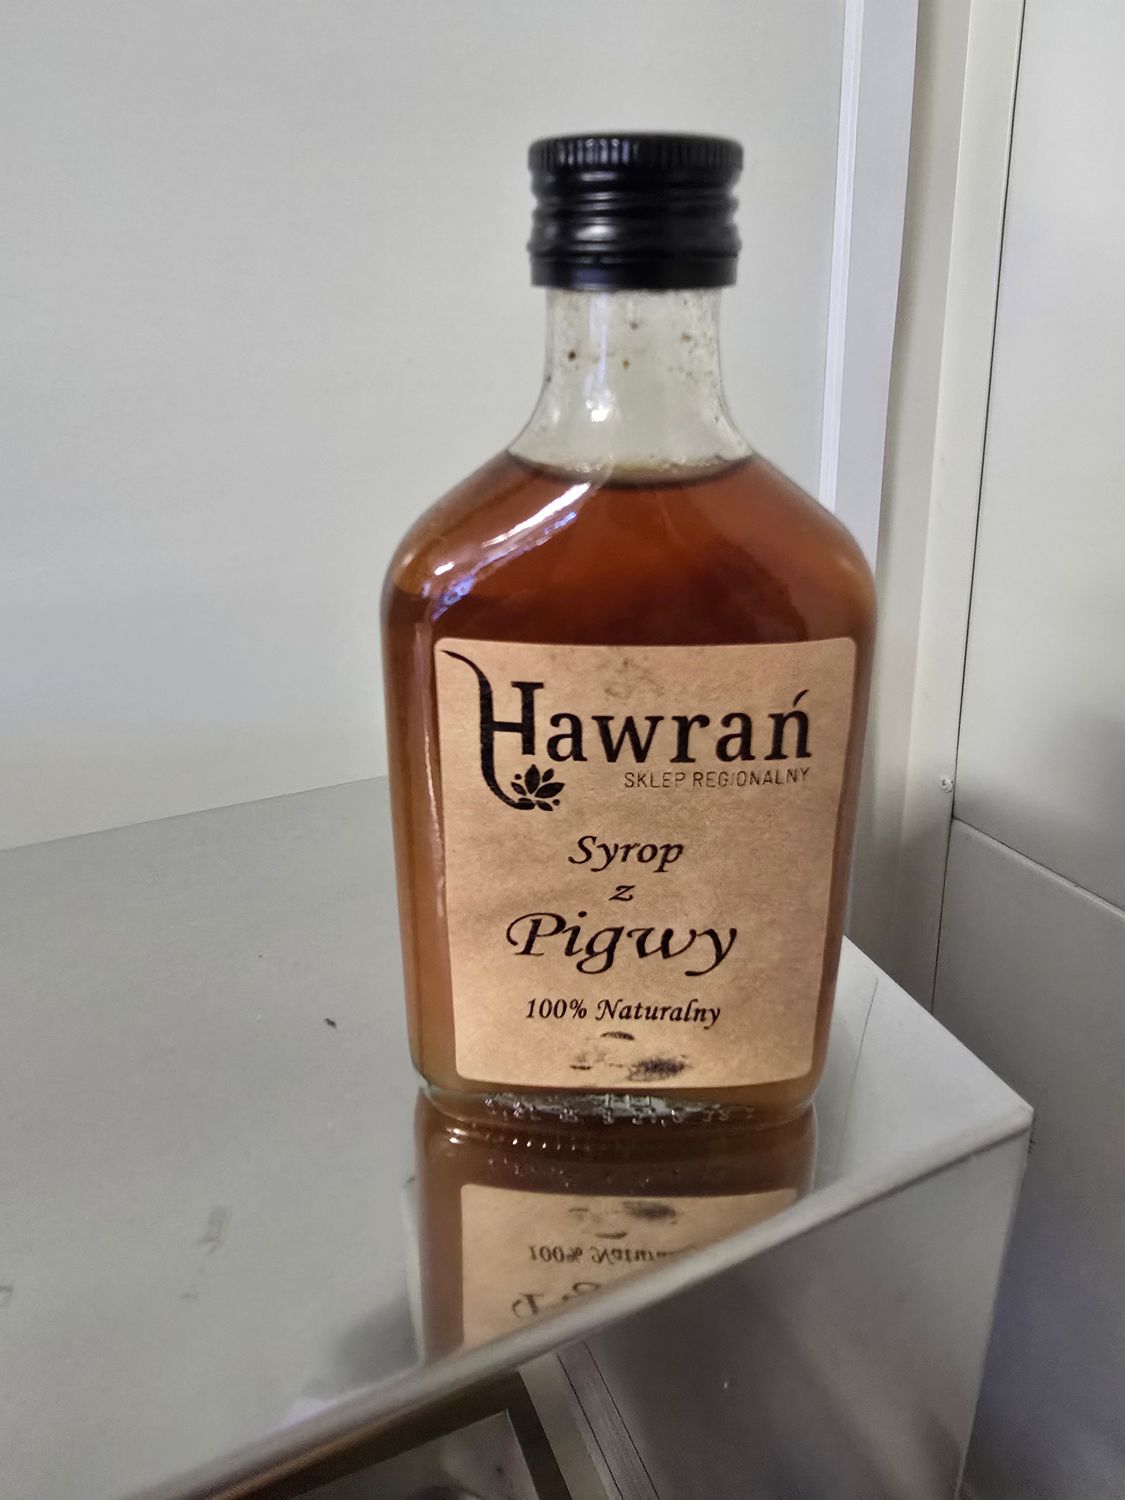 Hawrań
SKLEP REGIONALNY
Syrop
z
Pigwy
100% Naturalny